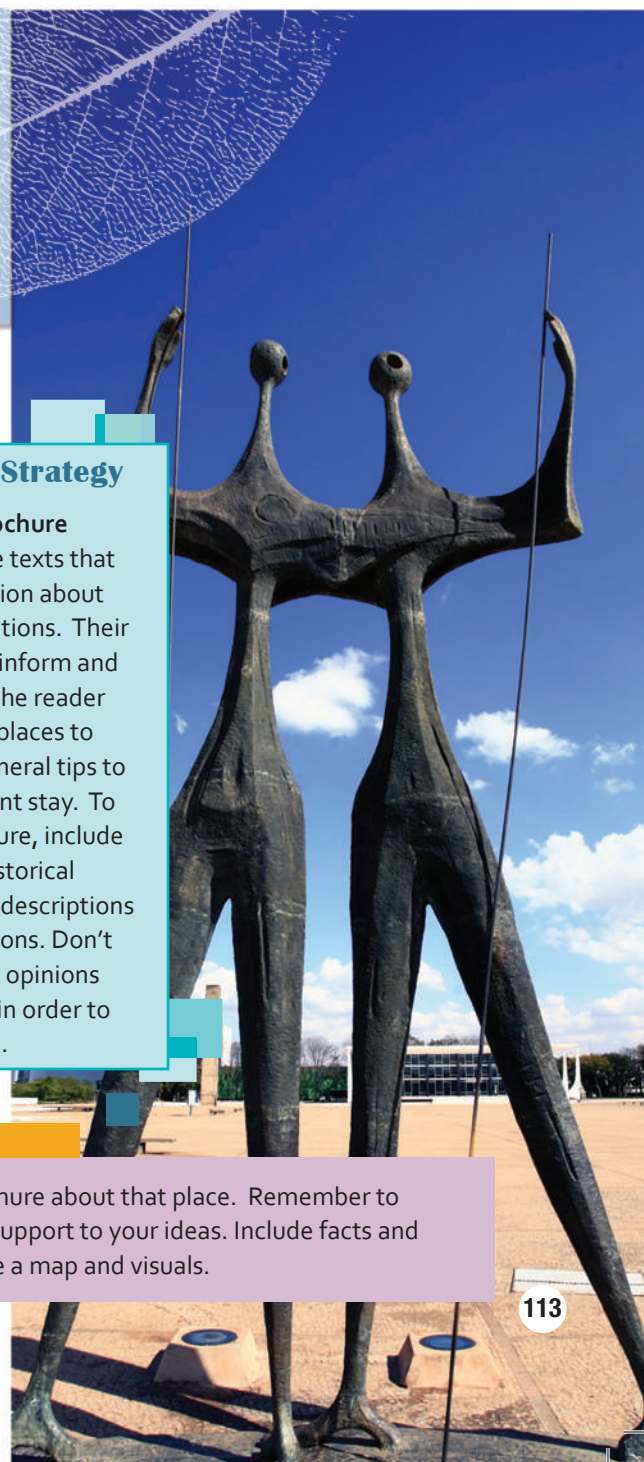 Strategy
ochure
e texts that
ion about
tions. Their
inform and
he reader
places to
neral tips to
nt stay. To
ure, include
storical
descriptions
ons. Don't
opinions
in order to
.
hure about that place. Remember to
upport to your ideas. Include facts and
e a map and visuals.
113